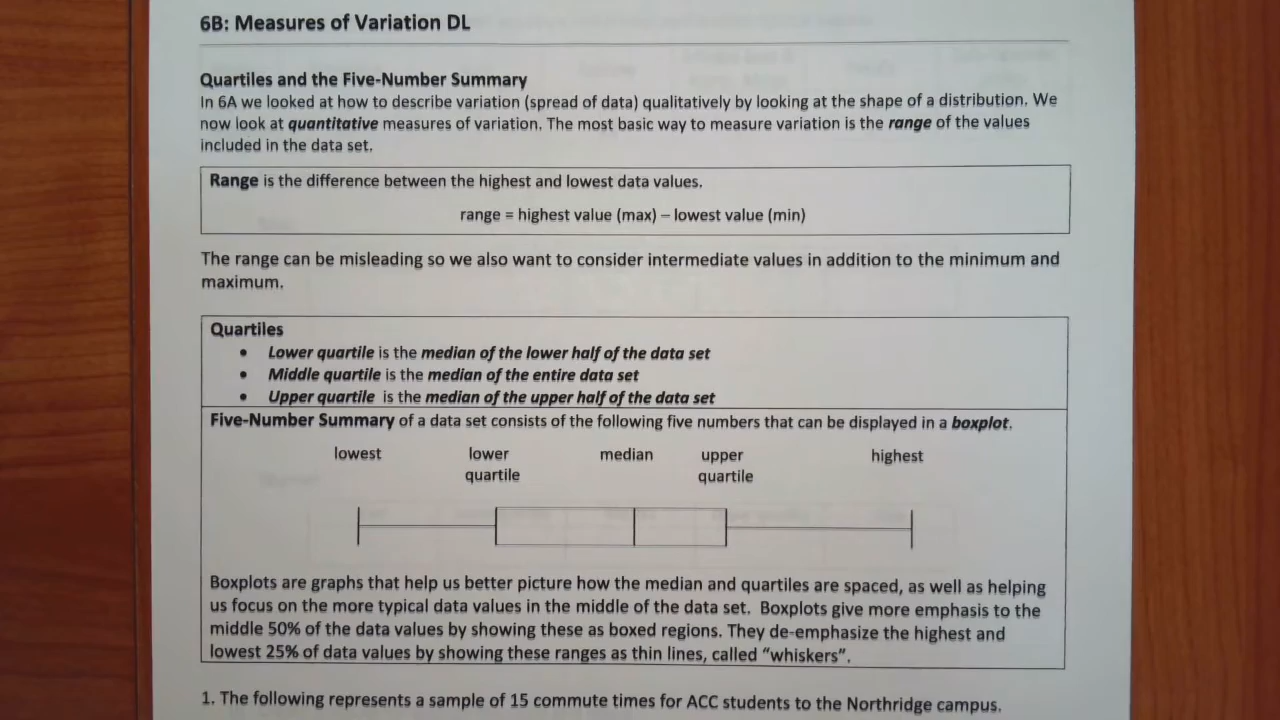 6B: Measures of Variation DL
Quartiles and the Five-Number Summary
In 6A we looked at how to describe variation (spread of data) qualitatively by looking at the shape of a distribution. We
now look at quantitative measures of variation. The most basic way to measure variation is the range of the values
included in the data set.
Range is the difference between the highest and lowest data values.
range = highest value (max) – lowest value (min)
The range can be misleading so we also want to consider intermediate values in addition to the minimum and
maximum.
Quartiles
• Lower quartile is the median of the lower half of the data set
• Middle quartile is the median of the entire data set
• Upper quartile is the median of the upper half of the data set
Five-Number Summary of a data set consists of the following five numbers that can be displayed in a boxplot.
lowest lower median upper highest
quartile quartile
Boxplots are graphs that help us better picture how the median and quartiles are spaced, as well as helping
us focus on the more typical data values in the middle of the data set. Boxplots give more emphasis to the
middle 50% of the data values by showing these as boxed regions. They de-emphasize the highest and
lowest 25% of data values by showing these ranges as thin lines, called “whiskers”.
1. The following represents a sample of 15 commute times for ACC students to the Northridge campus.